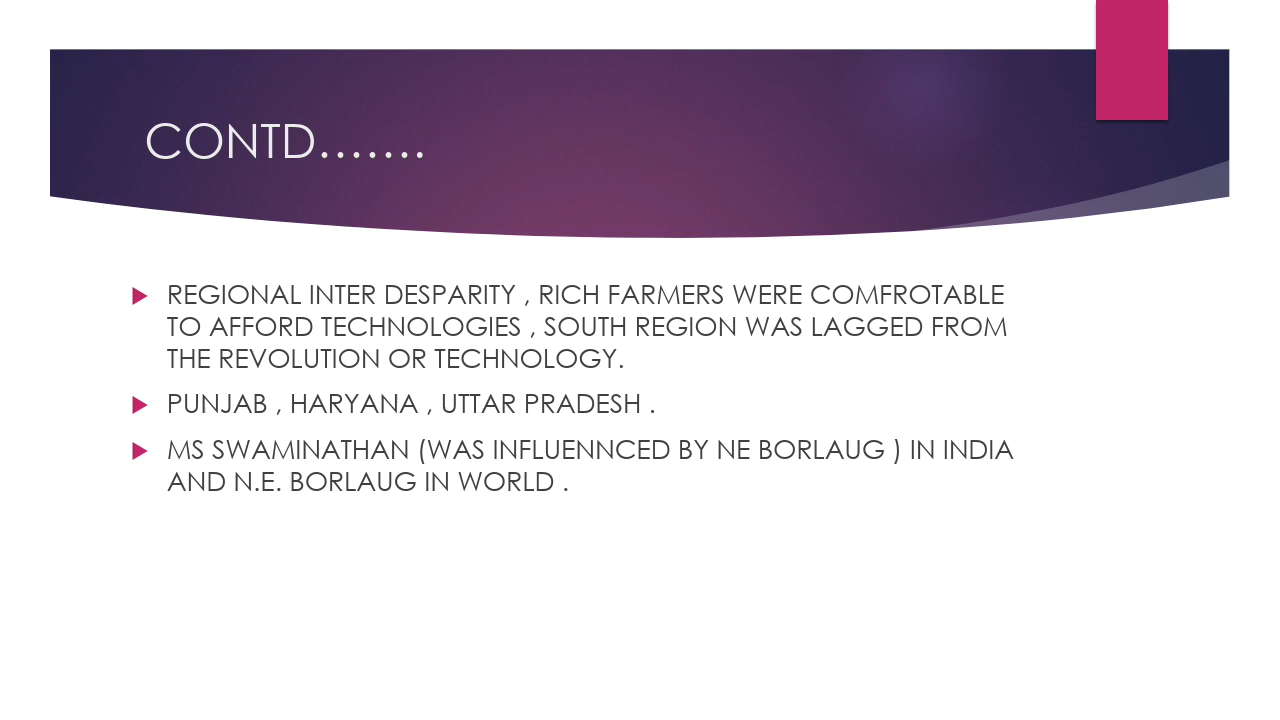 CONTD…….
REGIONAL INTER DESPARITY , RICH FARMERS WERE COMFROTABLE
TO AFFORD TECHNOLOGIES , SOUTH REGION WAS LAGGED FROM
THE REVOLUTION OR TECHNOLOGY.
PUNJAB , HARYANA , UTTAR PRADESH .
MS SWAMINATHAN (WAS INFLUENNCED BY NE BORLAUG ) IN INDIA
AND N.E. BORLAUG IN WORLD .